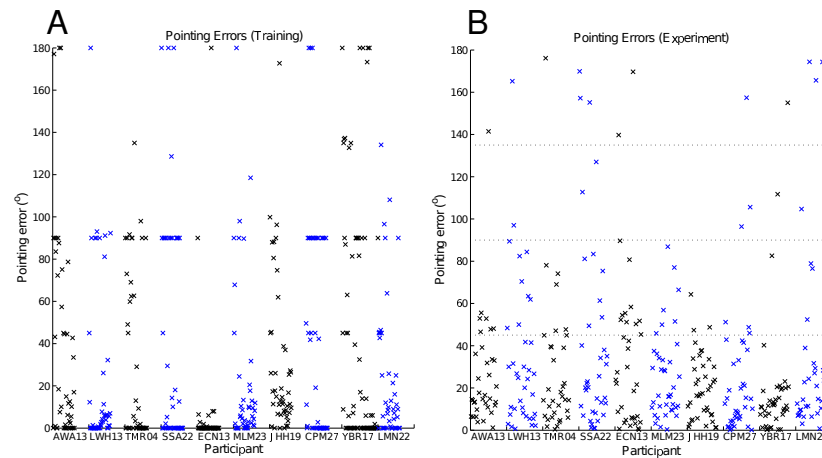 A
Pointing Errors (Training)
180
160
140
120
100
80
60
40
20
0
Pointing error (°)
AWA13 LWH13 TMR04 SSA22 ECN13 MLM23 JHH19 CPM27 YBR17 LMN22
Participant
B
Pointing Errors (Experiment)
180
160
140
120
100
80
60
40
20
0
Pointing error (°)
AWA13 LWH13 TMR04 SSA22 ECN13 MLM23 JHH19 CPM27 YBR17 LMN2
Participant